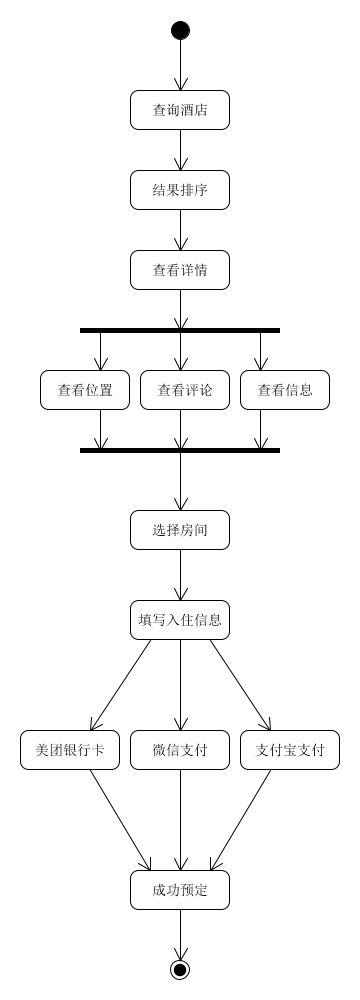 查询酒店
结果排序
查看详情
查看位置
查看评论
查看信息
选择房间
填写入住信息
美团银行卡
微信支付
支付宝支付
成功预定